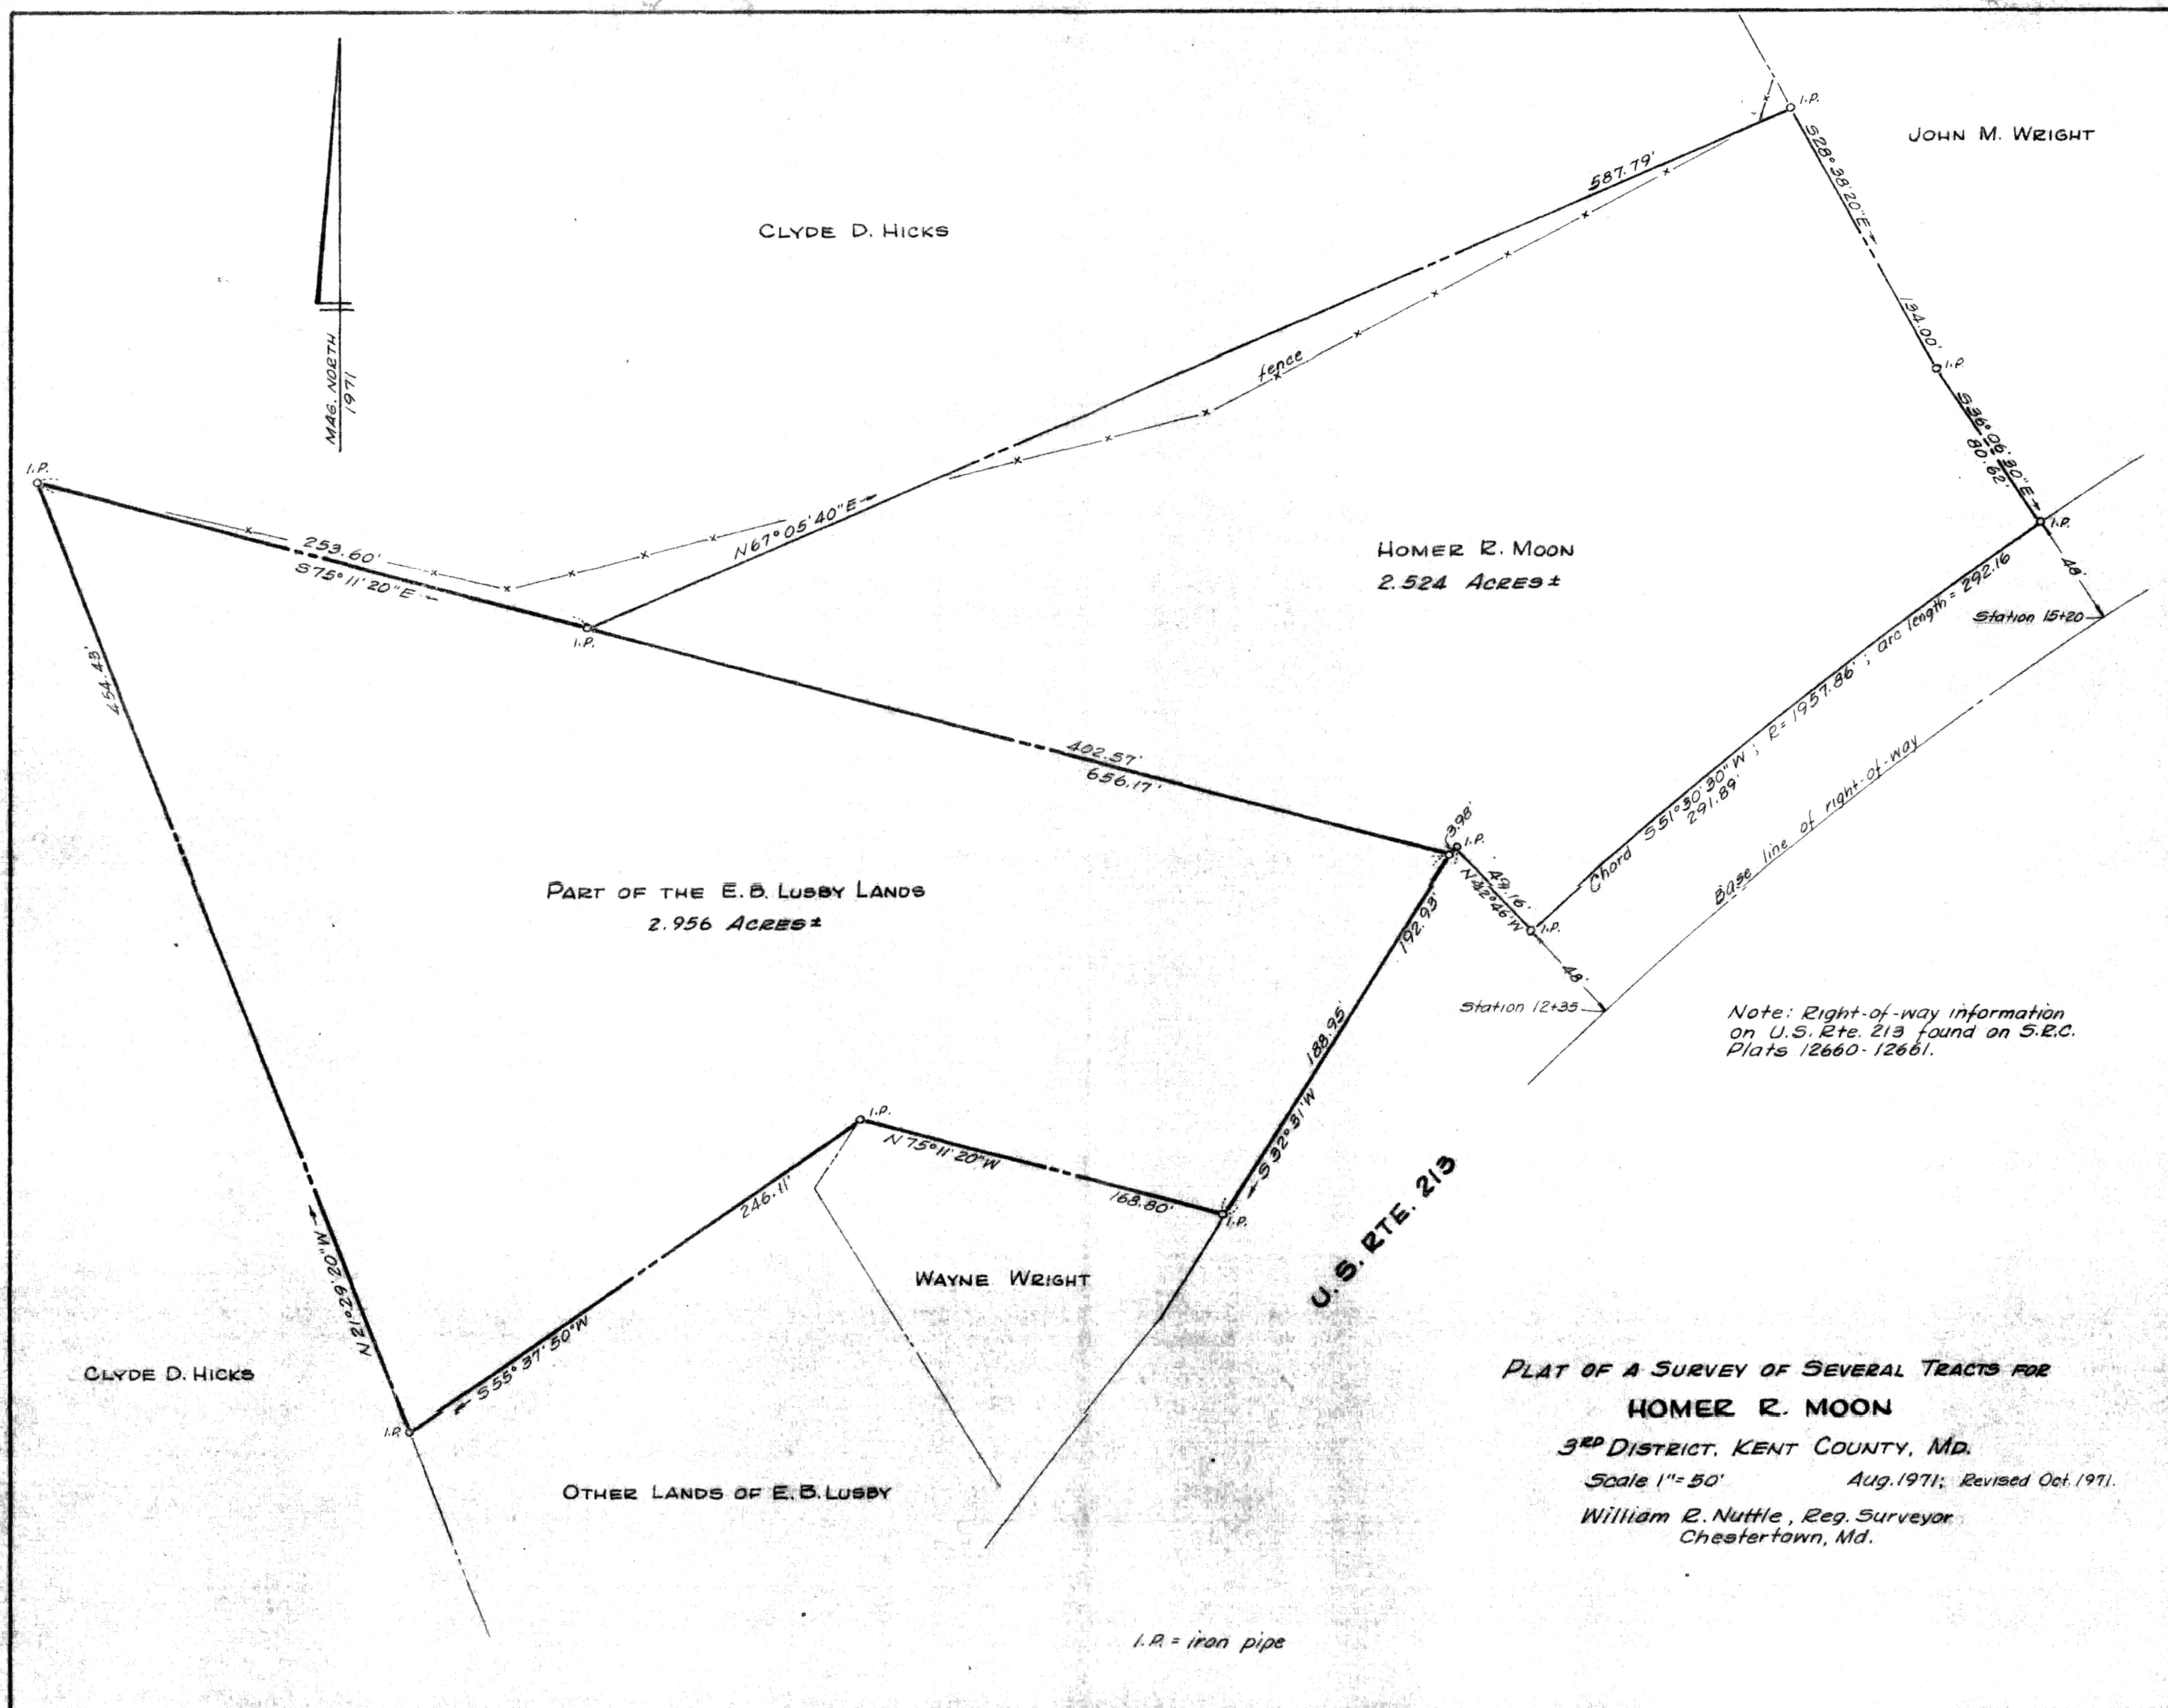 I.P.
JOHN M. WRIGHT
587.79'
S28°38'20"E
CLYDE D. HICKS
134.00'
I.P.
fence
MAG. NORTH
1971
S36°06'30"E
80.62'
I.P.
I.P.
N67°05'40"E
253.60'
S75°11'20"E
HOMER R. MOON
2.524 ACRES±
48'
Station 15+20
I.P.
454.43'
402.57'
656.17'
Chord S51°30'30"W ; R=1957.86' ; arc length = 292.16
291.89'
Base line of right-of-way
3.98'
I.P.
49.16'
N42°46'W
192.93'
I.P.
48'
Station 12+35
PART OF THE E.B. LUSBY LANDS
2.956 ACRES±
Note: Right-of-way information
on U.S. Rte. 213 found on S.R.C.
Plats 12660-12661.
188.95'
S32°31'W
I.P.
N75°11'20"W
168.80'
I.P.
246.11'
S55°37'50"W
N21°29'20"W
I.P.
WAYNE WRIGHT
U.S. RTE. 213
CLYDE D. HICKS
OTHER LANDS OF E.B. LUSBY
PLAT OF A SURVEY OF SEVERAL TRACTS FOR
HOMER R. MOON
3RD DISTRICT, KENT COUNTY, MD.
Scale 1"=50' Aug. 1971; Revised Oct. 1971.
William R. Nuttle, Reg. Surveyor
Chestertown, Md.
I.P. = iron pipe